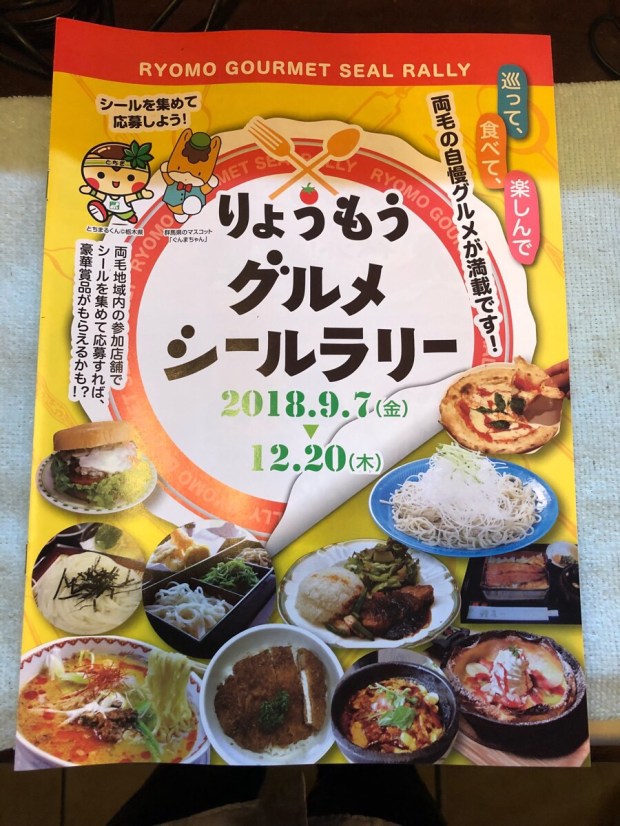 RYOMO GOURMET SEAL RALLY
巡って、
食べて、
楽しんで
両毛の自慢グルメが満載です!
シールを集めて
応募しよう!
とちまるくん©栃木県
群馬県のマスコット
「ぐんまちゃん」
両毛地域内の参加店舗で
シールを集めて応募すれば、
豪華賞品がもらえるかも?!
りょうもう
グルメ
シールラリー
2018.9.7(金)
12.20(木)